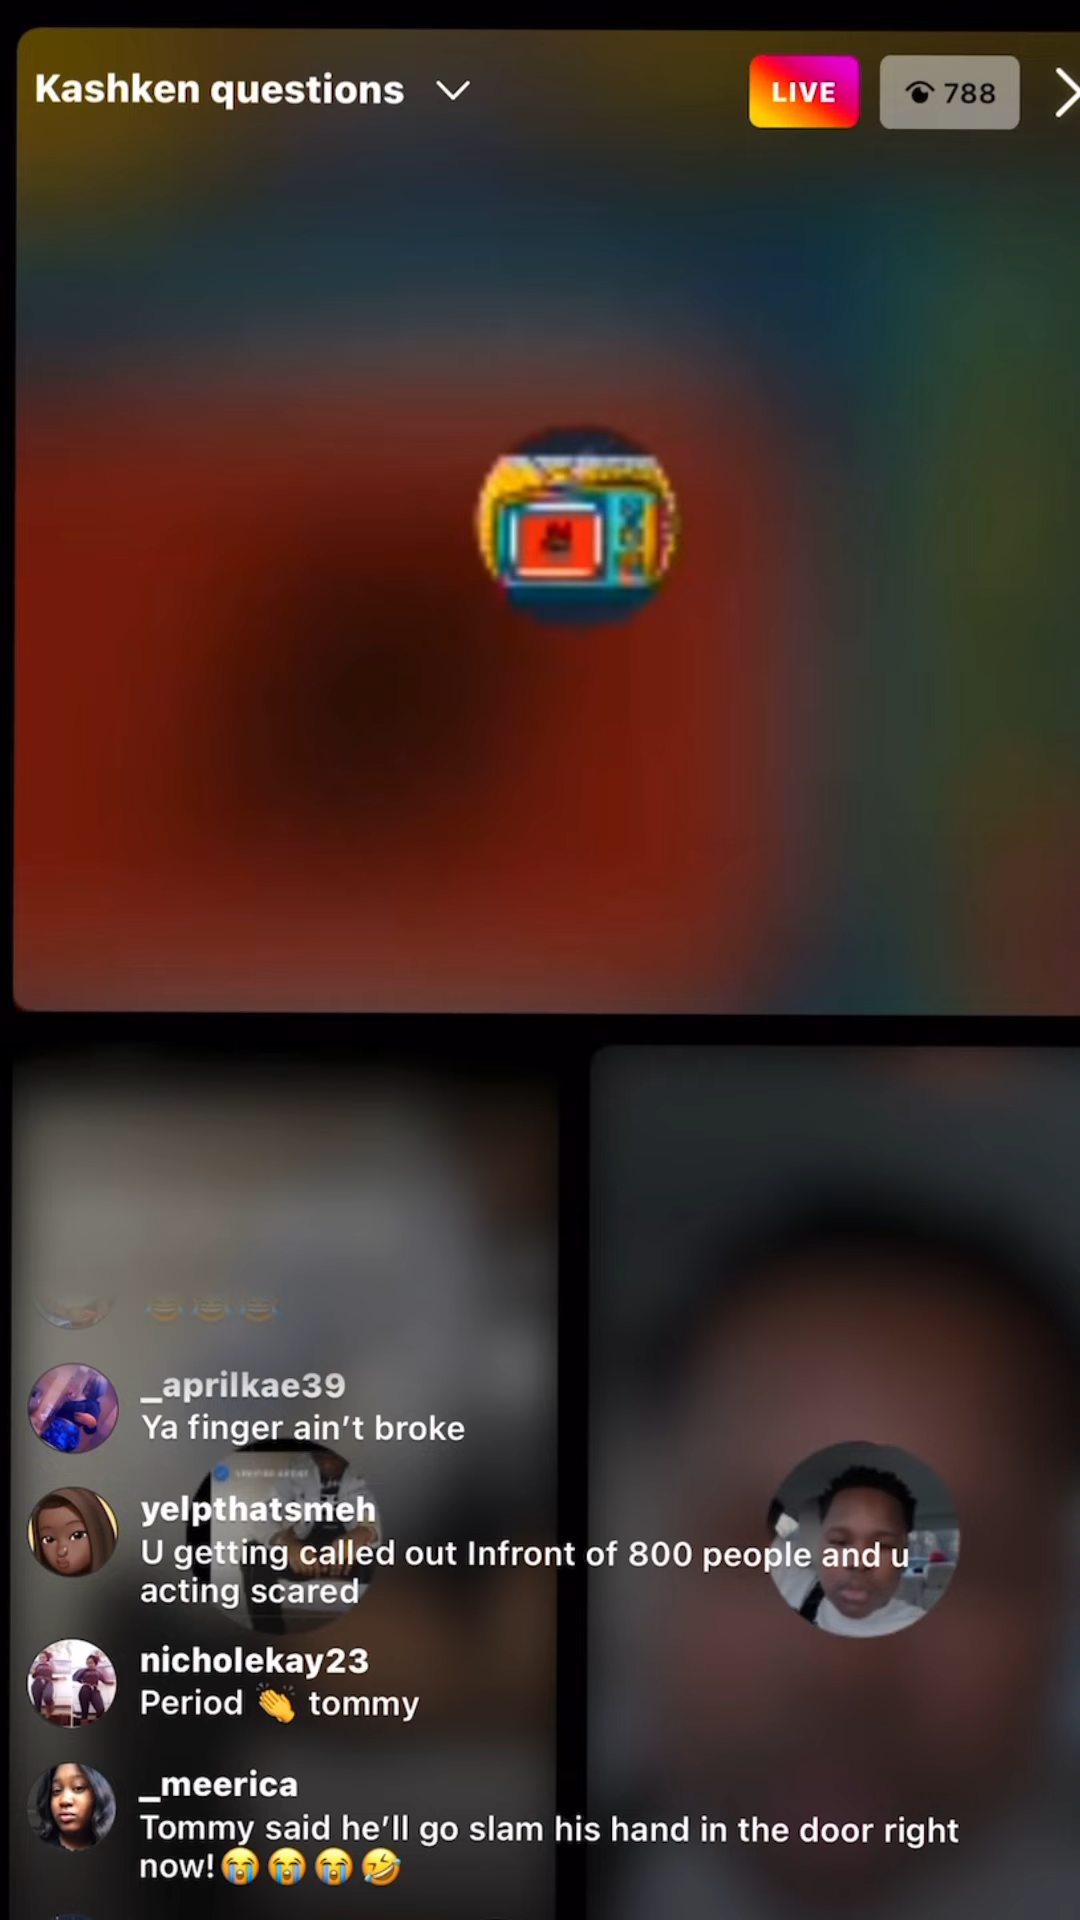 Kashken questions
LIVE
788
_aprilkae39
Ya finger ain’t broke
yelpthatsmeh
U getting called out Infront of 800 people and u
acting scared
nicholekay23
Period 👏 tommy
_meerica
Tommy said he’ll go slam his hand in the door right
now!😭😭😭🤣